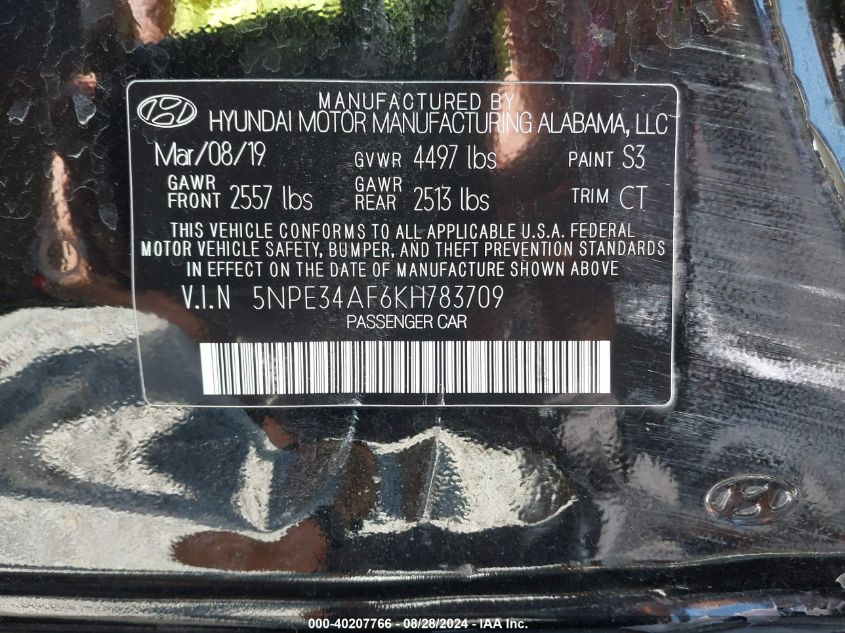 MANUFACTURED BY
HYUNDAI MOTOR MANUFACTURING ALABAMA, LLC
Mar/08/19 GVWR 4497 lbs PAINT S3
GAWR FRONT 2557 lbs GAWR REAR 2513 lbs TRIM CT
THIS VEHICLE CONFORMS TO ALL APPLICABLE U.S.A. FEDERAL
MOTOR VEHICLE SAFETY, BUMPER, AND THEFT PREVENTION STANDARDS
IN EFFECT ON THE DATE OF MANUFACTURE SHOWN ABOVE
V.I.N 5NPE34AF6KH783709
PASSENGER CAR
000-40207766 - 08/28/2024 - IAA Inc.